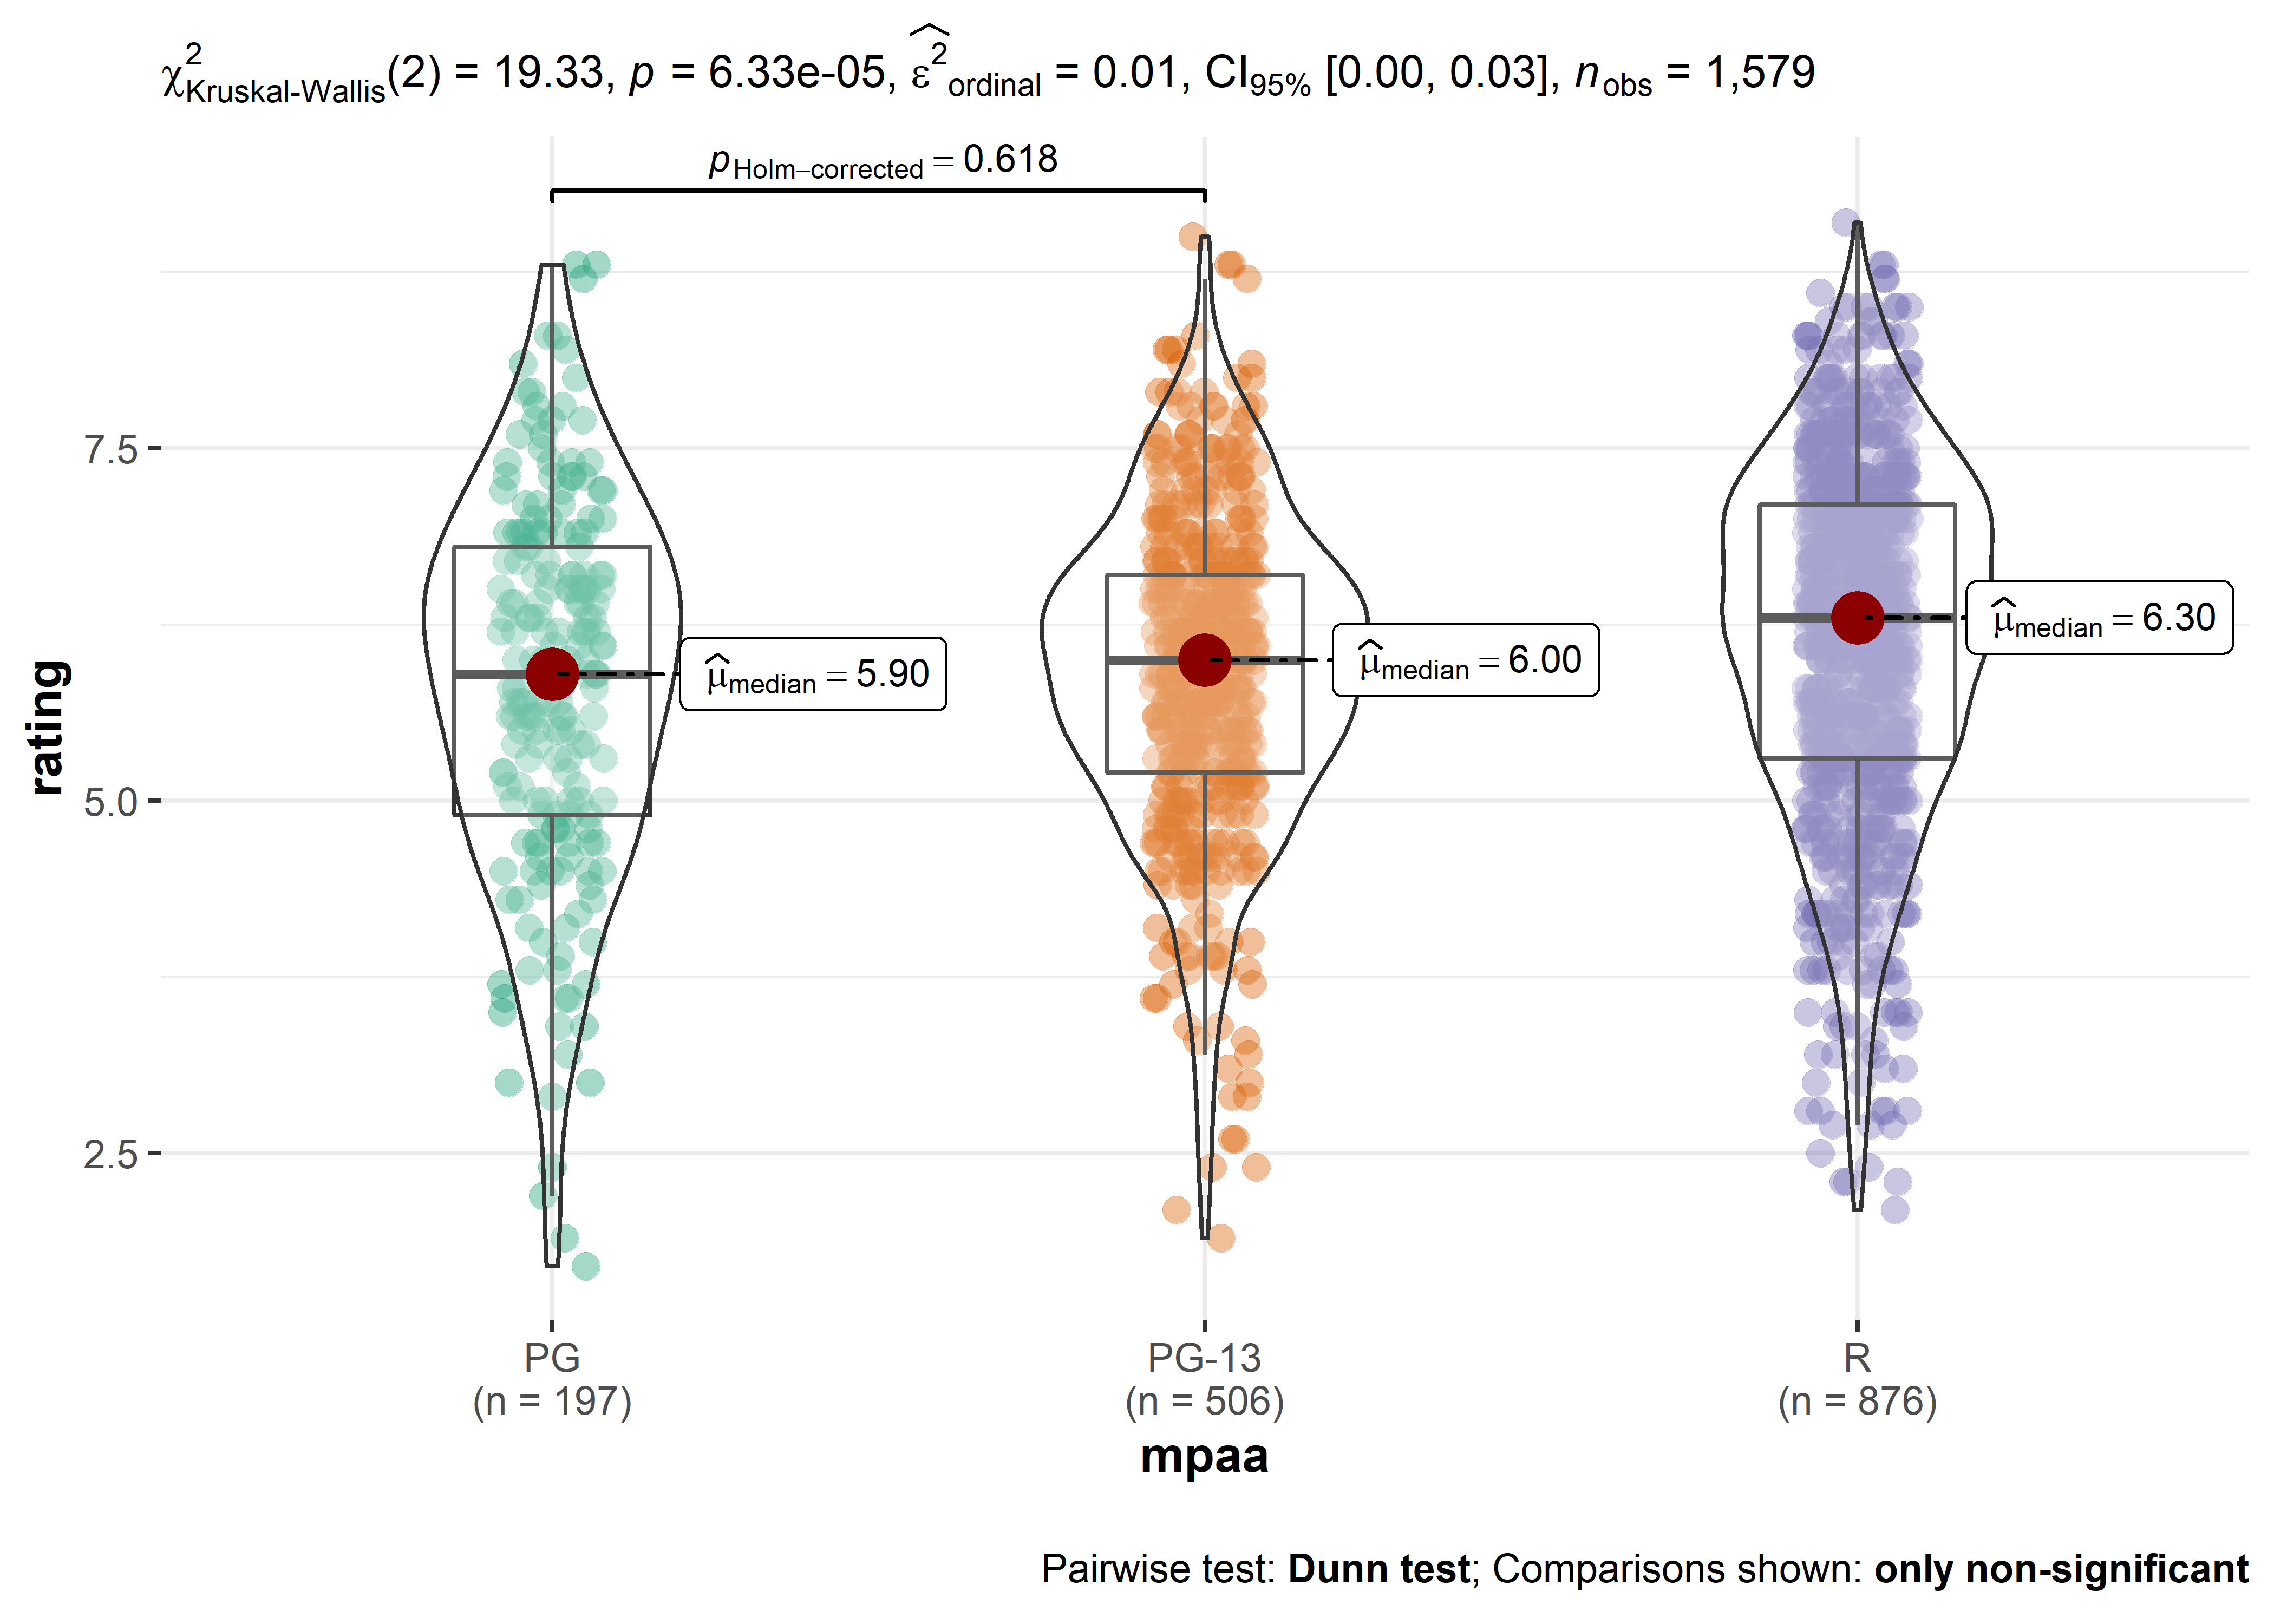 χ²Kruskal-Wallis(2) = 19.33, p = 6.33e-05, ε̂²ordinal = 0.01, CI95% [0.00, 0.03], nobs = 1,579
pHolm−corrected = 0.618
7.5
5.0
2.5
rating
μ̂median = 5.90
μ̂median = 6.00
μ̂median = 6.30
PG
(n = 197)
PG-13
(n = 506)
R
(n = 876)
mpaa
Pairwise test: Dunn test; Comparisons shown: only non-significant